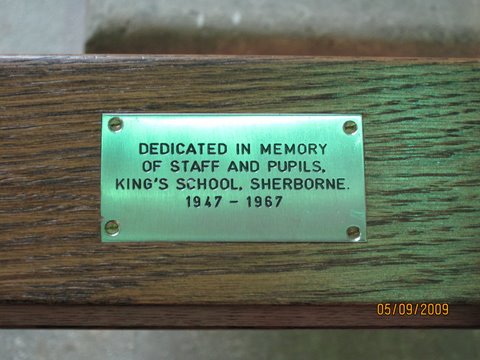 DEDICATED IN MEMORY
OF STAFF AND PUPILS,
KING'S SCHOOL, SHERBORNE.
1947 - 1967
05/09/2009